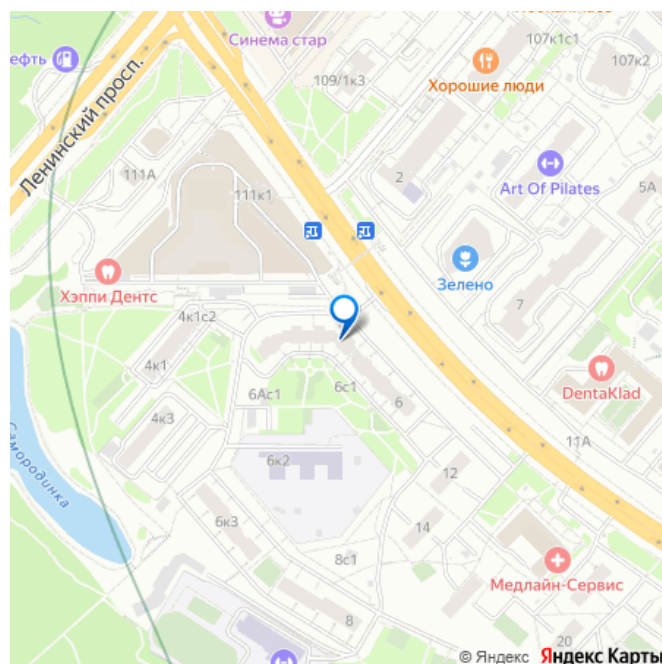 Синема стар
107к1с1
107к2
ефть
109/1к3
Хорошие люди
Ленинский просп.
111А
111к1
2
Art Of Pilates
5А
Зелено
Хэппи Дентс
7
4к1с2
4к1
DentaKlad
6Ас1
6с1
6
4к3
11А
Самородинка
6к2
12
6к3
14
8с1
Медлайн-Сервис
8
20
© Яндекс Яндекс Карты